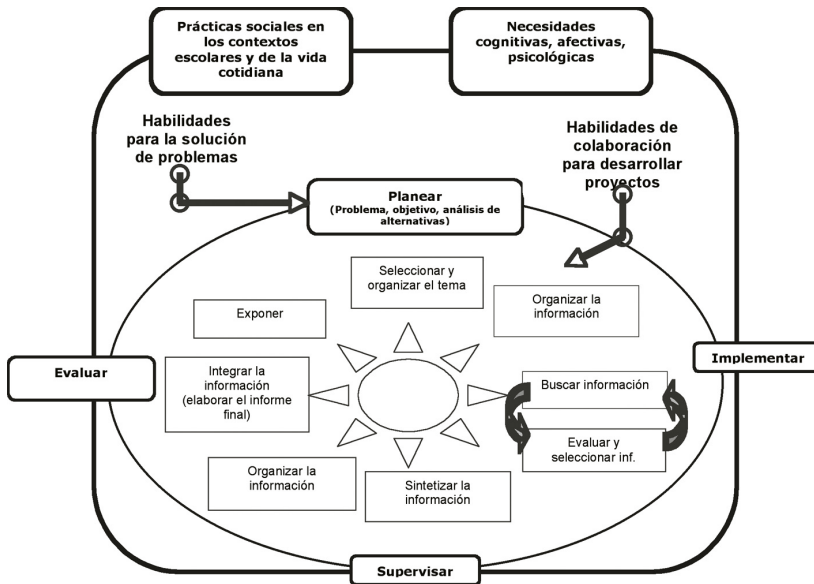 Prácticas sociales en
los contextos
escolares y de la vida
cotidiana
Necesidades
cognitivas, afectivas,
psicológicas
Habilidades
para la solución
de problemas
Habilidades de
colaboración
para desarrollar
proyectos
Planear
(Problema, objetivo, análisis de
alternativas)
Seleccionar y
organizar el tema
Organizar la
información
Exponer
Evaluar
Integrar la
información
(elaborar el informe
final)
Buscar información
Implementar
Evaluar y
seleccionar inf.
Organizar la
información
Sintetizar la
información
Supervisar